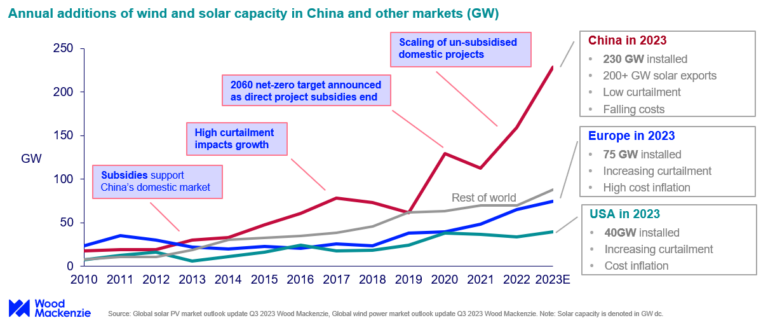 Annual additions of wind and solar capacity in China and other markets (GW)
GW
250
200
150
100
50
0
2010 2011 2012 2013 2014 2015 2016 2017 2018 2019 2020 2021 2022 2023E
Subsidies support
China's domestic market
High curtailment
impacts growth
2060 net-zero target announced
as direct project subsidies end
Scaling of un-subsidised
domestic projects
Rest of world
China in 2023
• 230 GW installed
• 200+ GW solar exports
• Low curtailment
• Falling costs
Europe in 2023
• 75 GW installed
• Increasing curtailment
• High cost inflation
USA in 2023
• 40GW installed
• Increasing curtailment
• Cost inflation
Wood
Mackenzie
Source: Global solar PV market outlook update Q3 2023 Wood Mackenzie, Global wind power market outlook update Q3 2023 Wood Mackenzie. Note: Solar capacity is denoted in GW dc.